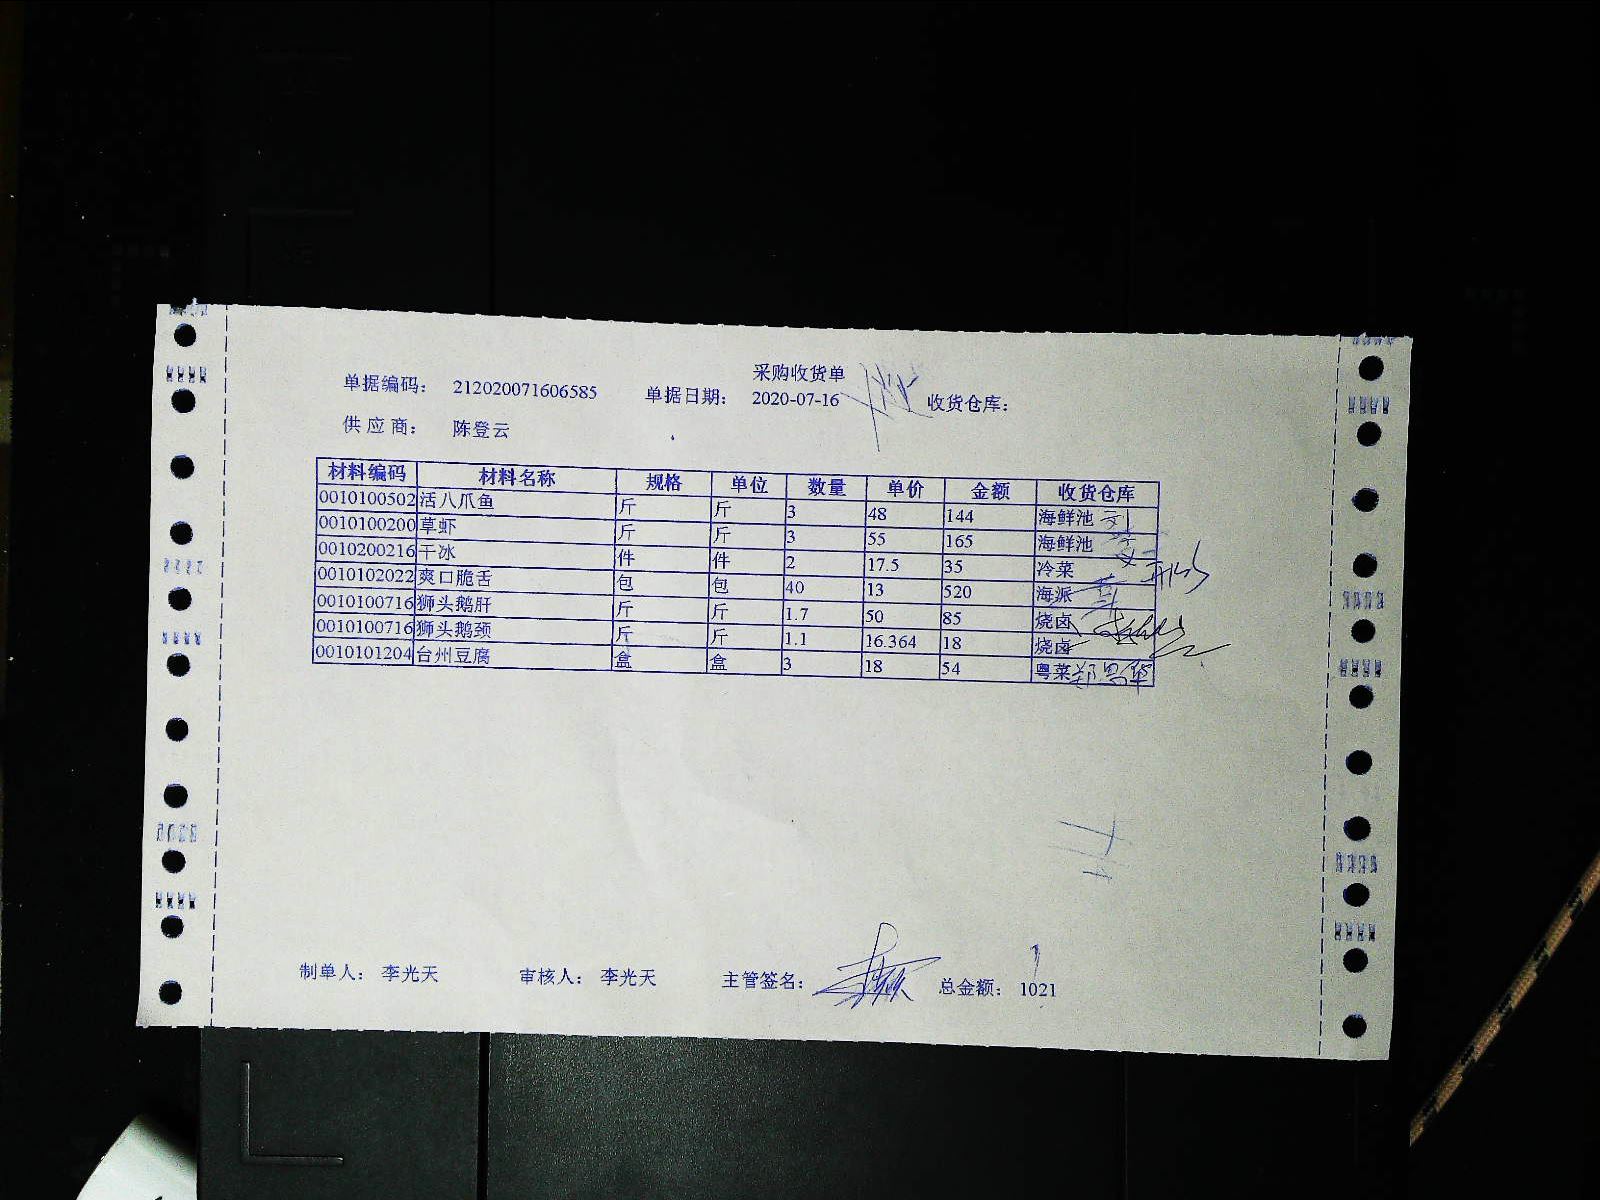 采购收货单
单据编码： 212020071606585 单据日期： 2020-07-16 收货仓库：
供应商： 陈登云
材料编码 材料名称 规格 单位 数量 单价 金额 收货仓库
0010100502 活八爪鱼 斤 斤 3 48 144 海鲜池
0010100200 草虾 斤 斤 3 55 165 海鲜池
0010200216 干冰 件 件 2 17.5 35 冷菜
0010102022 爽口脆舌 包 包 40 13 520 海派
0010100716 狮头鹅肝 斤 斤 1.7 50 85 烧卤
0010100716 狮头鹅颈 斤 斤 1.1 16.364 18 烧卤
0010101204 台州豆腐 盒 盒 3 18 54 粤菜
制单人： 李光天 审核人： 李光天 主管签名： 总金额： 1021